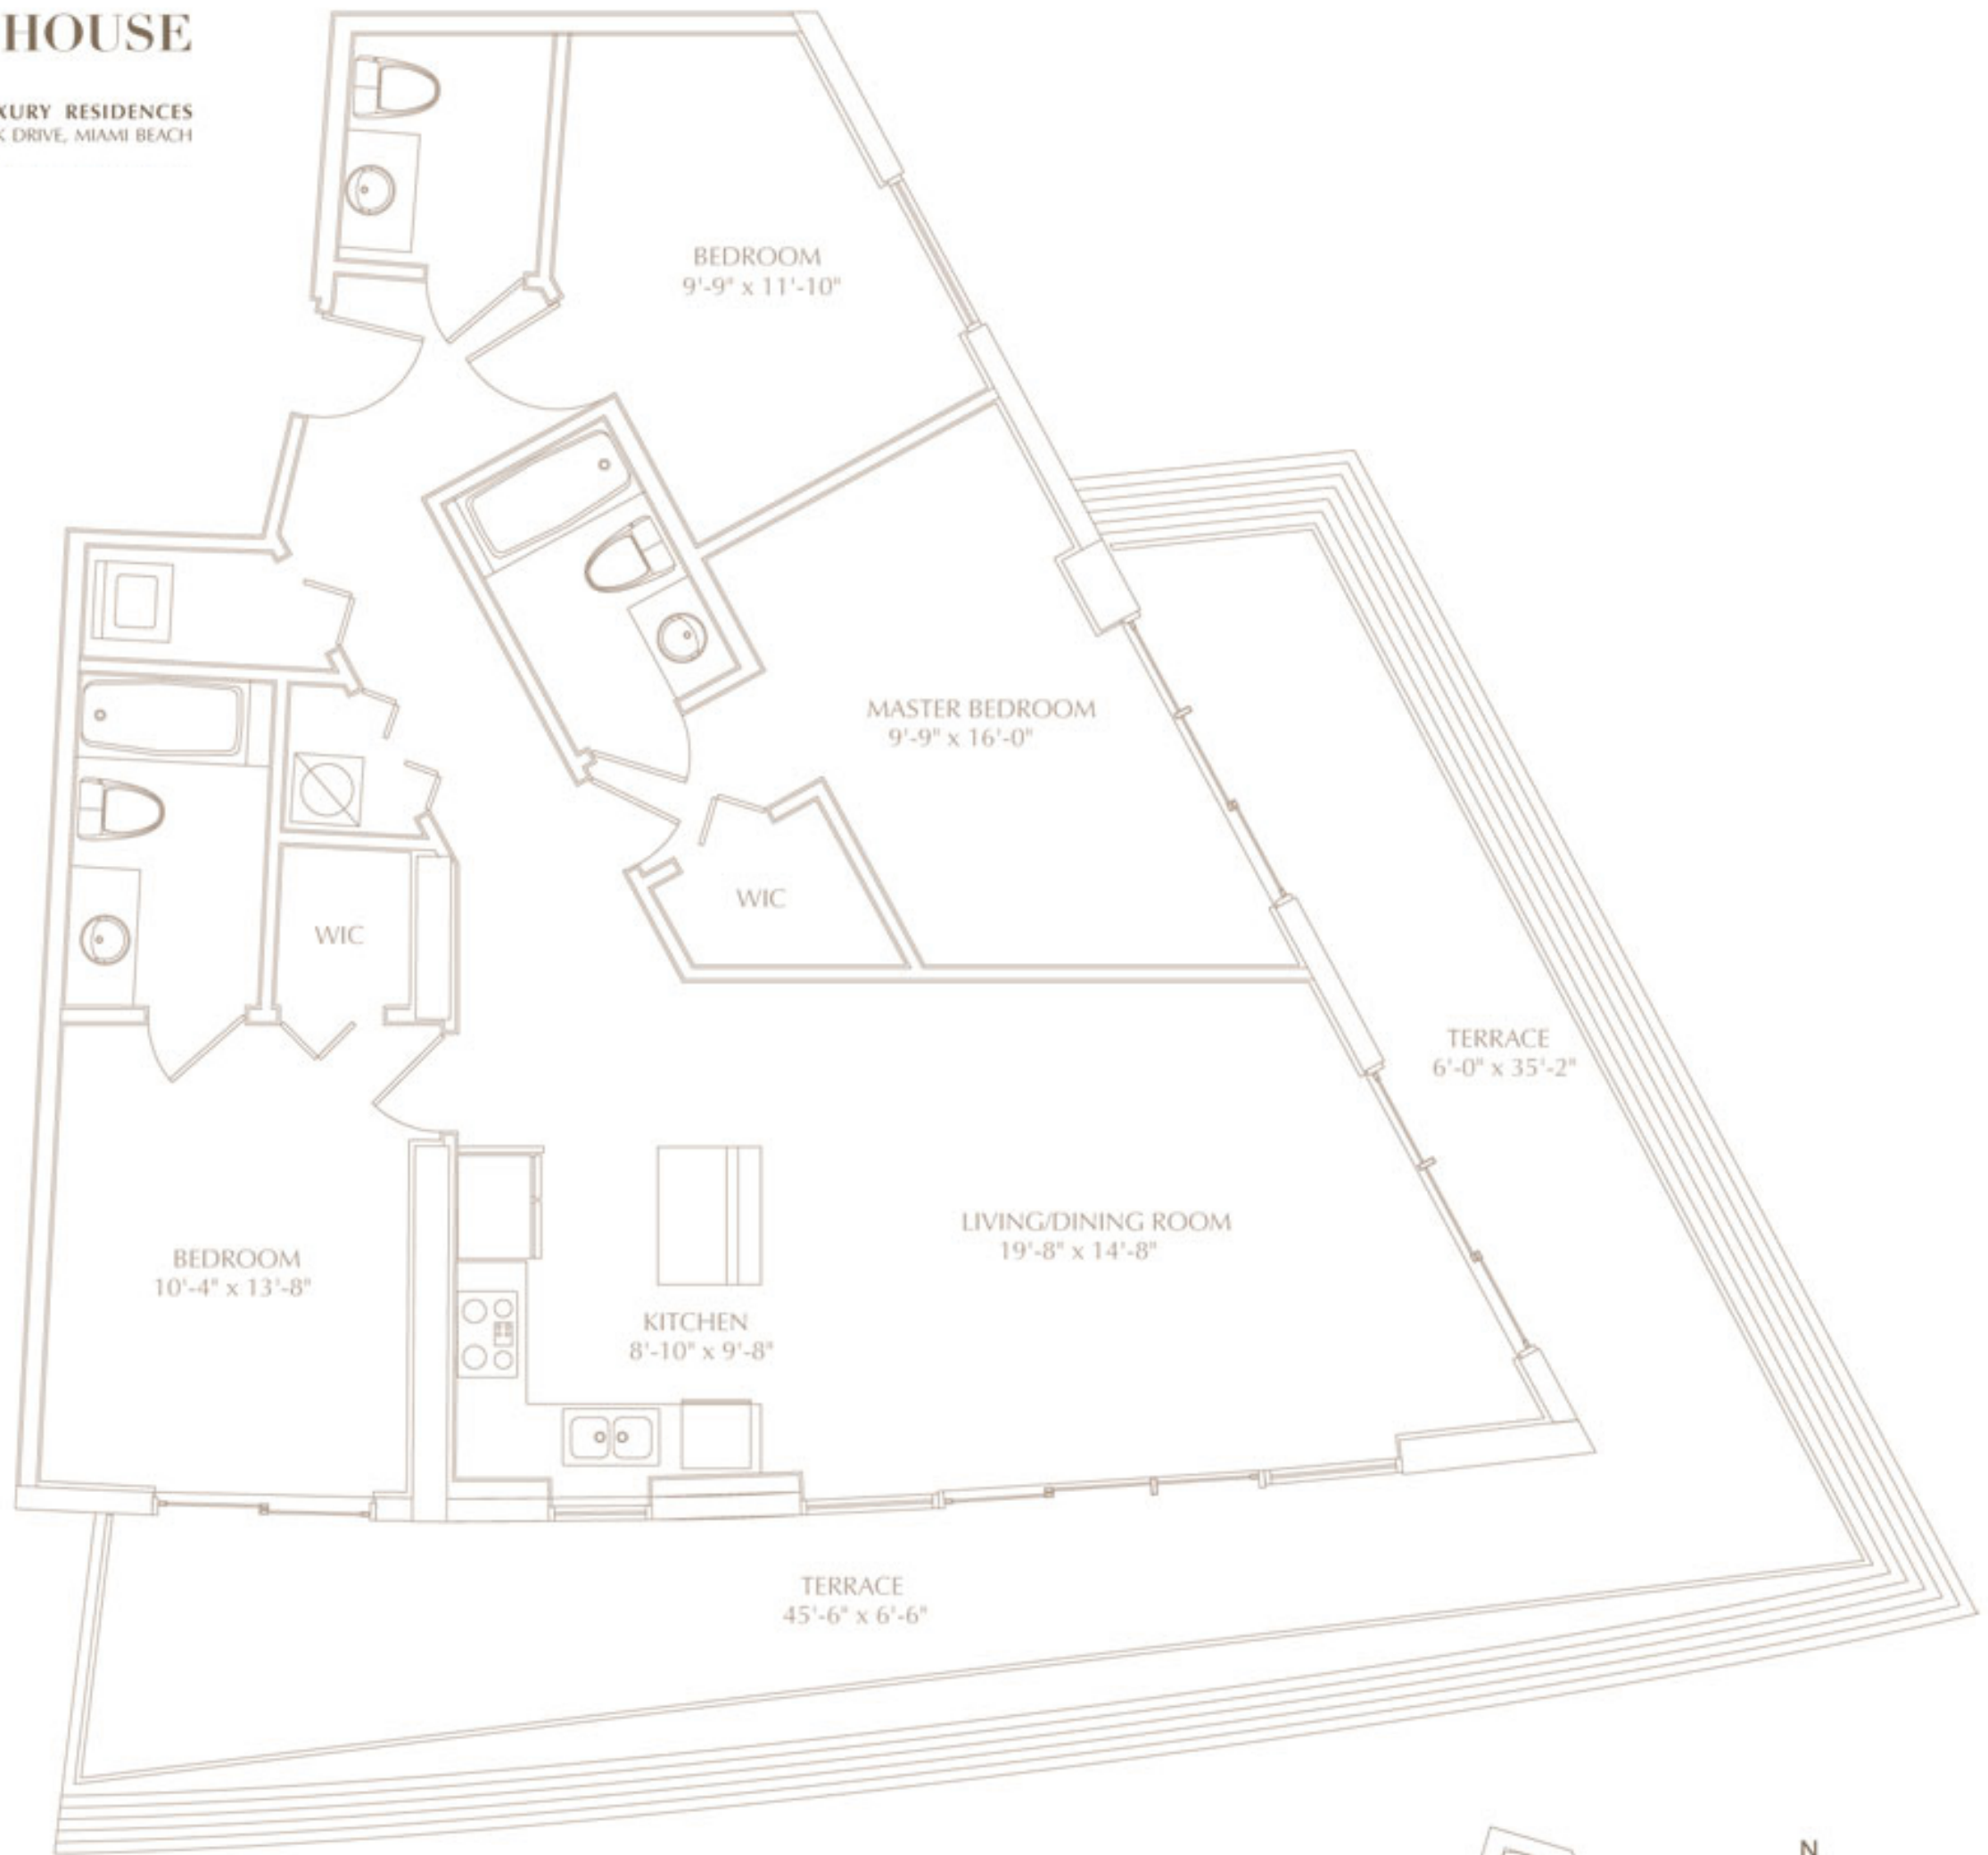 HOUSE
RESIDENCES
DRIVE, MIAMI BEACH
BEDROOM
9'-9" x 11'-10"
MASTER BEDROOM
9'-9" x 16'-0"
WIC
WIC
TERRACE
6'-0" x 35'-2"
LIVING/DINING ROOM
19'-8" x 14'-8"
BEDROOM
10'-4" x 13'-8"
KITCHEN
8'-10" x 9'-8"
TERRACE
45'-6" x 6'-6"
N